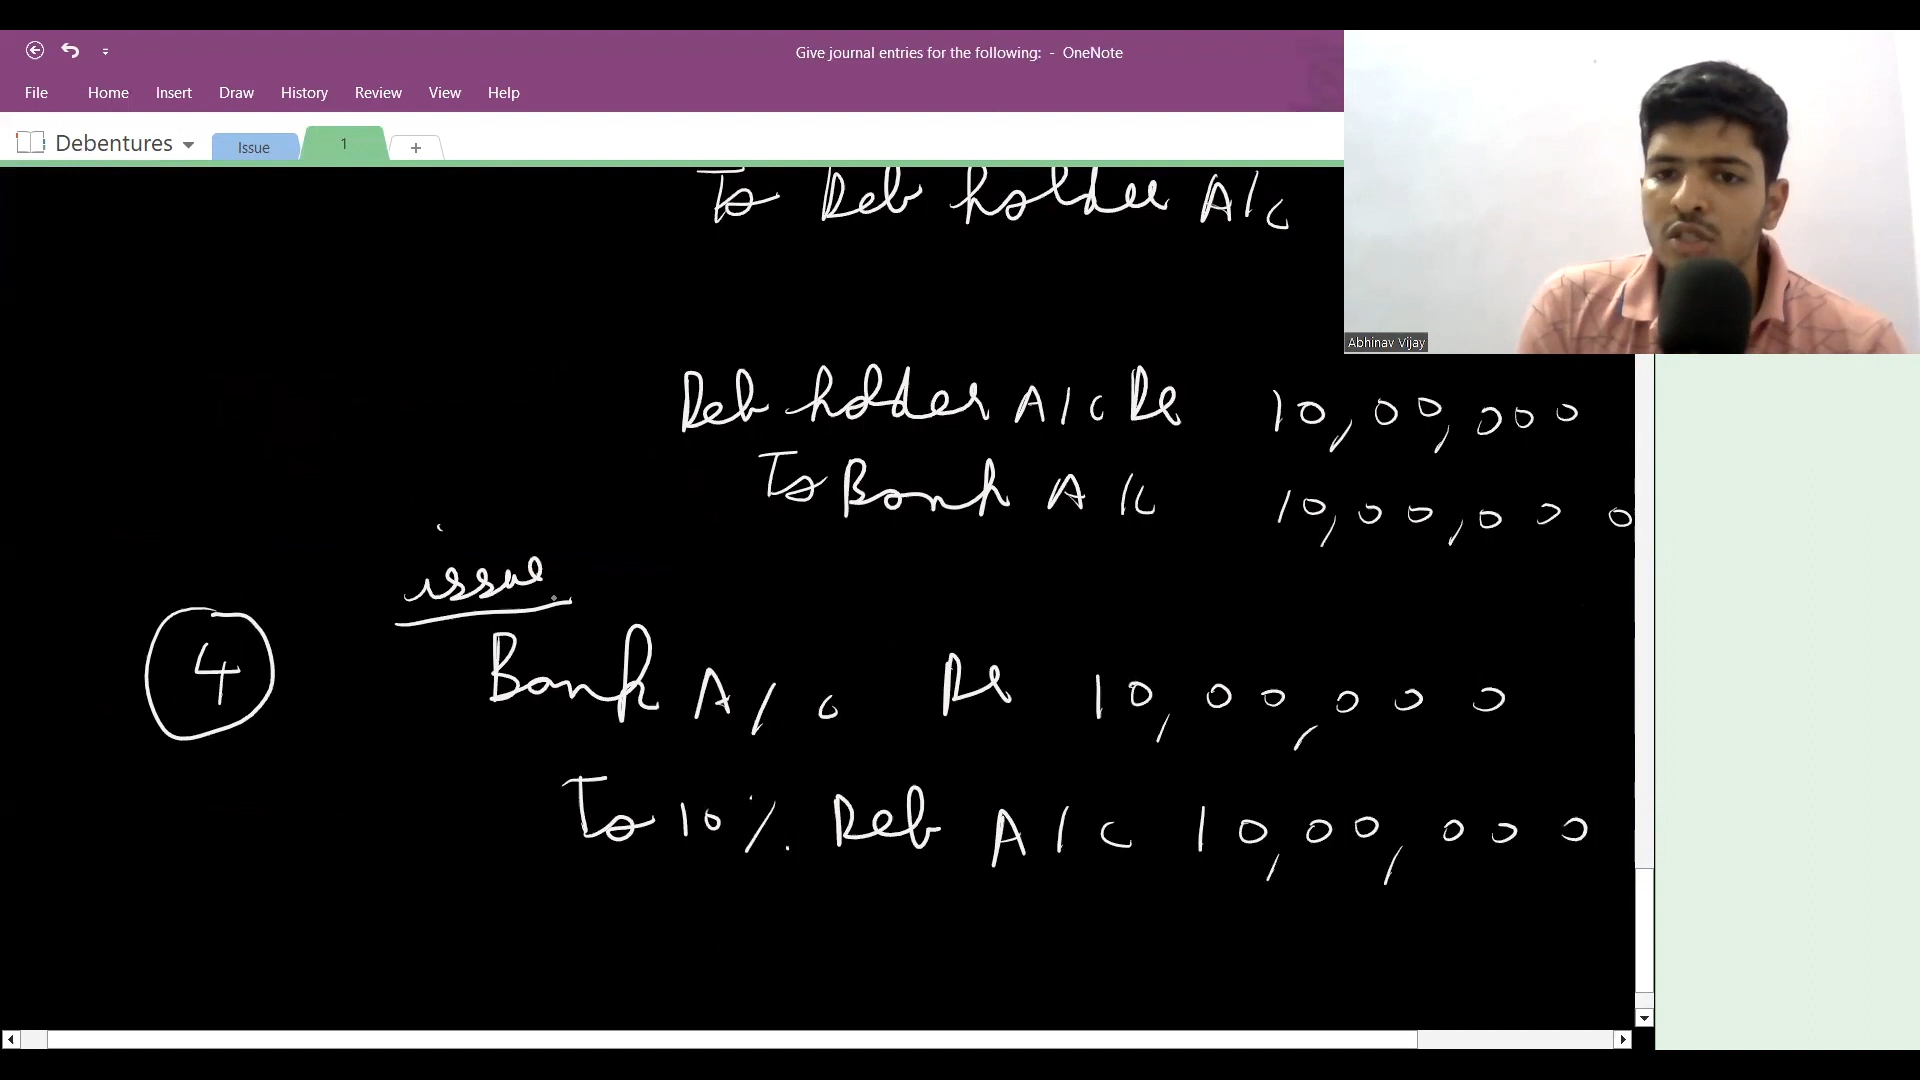 Give journal entries for the following: - OneNote
File Home Insert Draw History Review View Help
Debentures Issue 1 +
To Deb holder A/c
Abhinav Vijay
Deb holder A/c Dr 10,00,000
To Bank A/c 10,00,000
issue
4 Bank A/c Dr 10,00,000
To 10% Deb A/c 10,00,000